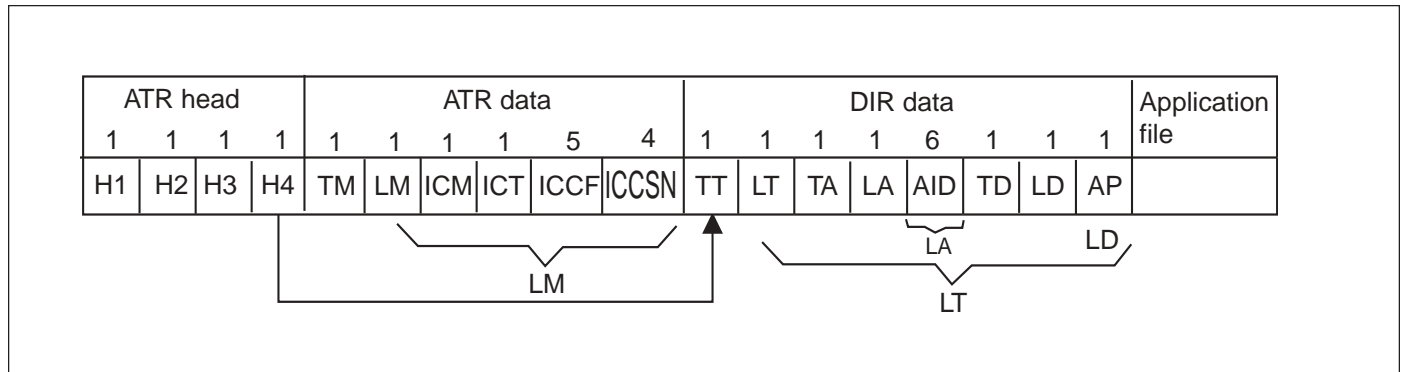 ATR head ATR data DIR data Application
file
1 1 1 1 1 1 1 1 5 4 1 1 1 1 6 1 1 1
H1 H2 H3 H4 TM LM ICM ICT ICCF ICCSN TT LT TA LA AID TD LD AP
LA LD
LM
LT